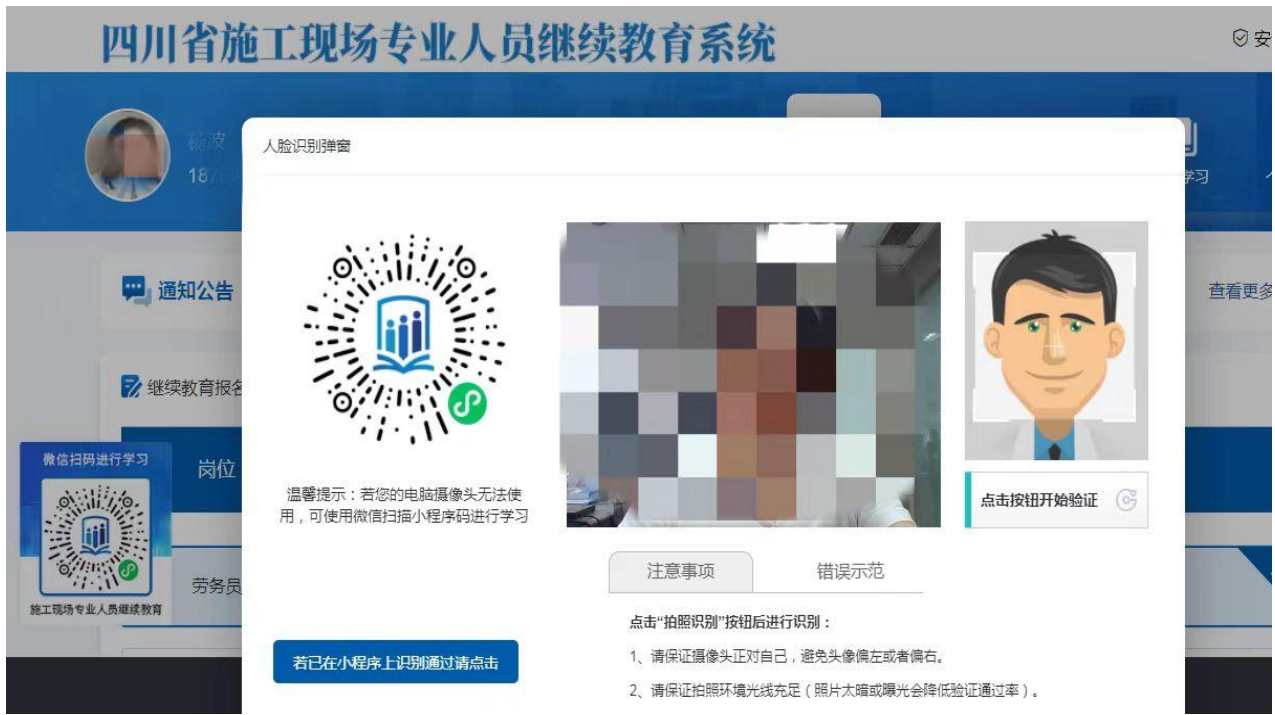 四川省施工现场专业人员继续教育系统
安
杨波
187
学习
人脸识别弹窗
通知公告
查看更多
继续教育报名
微信扫码进行学习
岗位
劳务员
施工现场专业人员继续教育
温馨提示：若您的电脑摄像头无法使
用，可使用微信扫描小程序码进行学习
点击按钮开始验证
注意事项
错误示范
点击“拍照识别”按钮后进行识别：
1、请保证摄像头正对自己，避免头像偏左或者偏右。
2、请保证拍照环境光线充足（照片太暗或曝光会降低验证通过率）。
若已在小程序上识别通过请点击